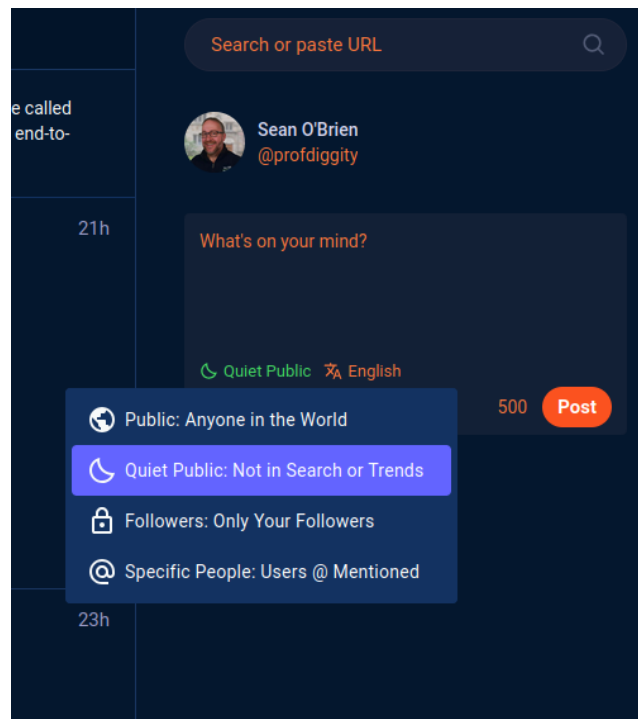 Search or paste URL
e called
end-to-
Sean O'Brien
@profdiggity
21h
What's on your mind?
Quiet Public English
500 Post
Public: Anyone in the World
Quiet Public: Not in Search or Trends
Followers: Only Your Followers
Specific People: Users @ Mentioned
23h